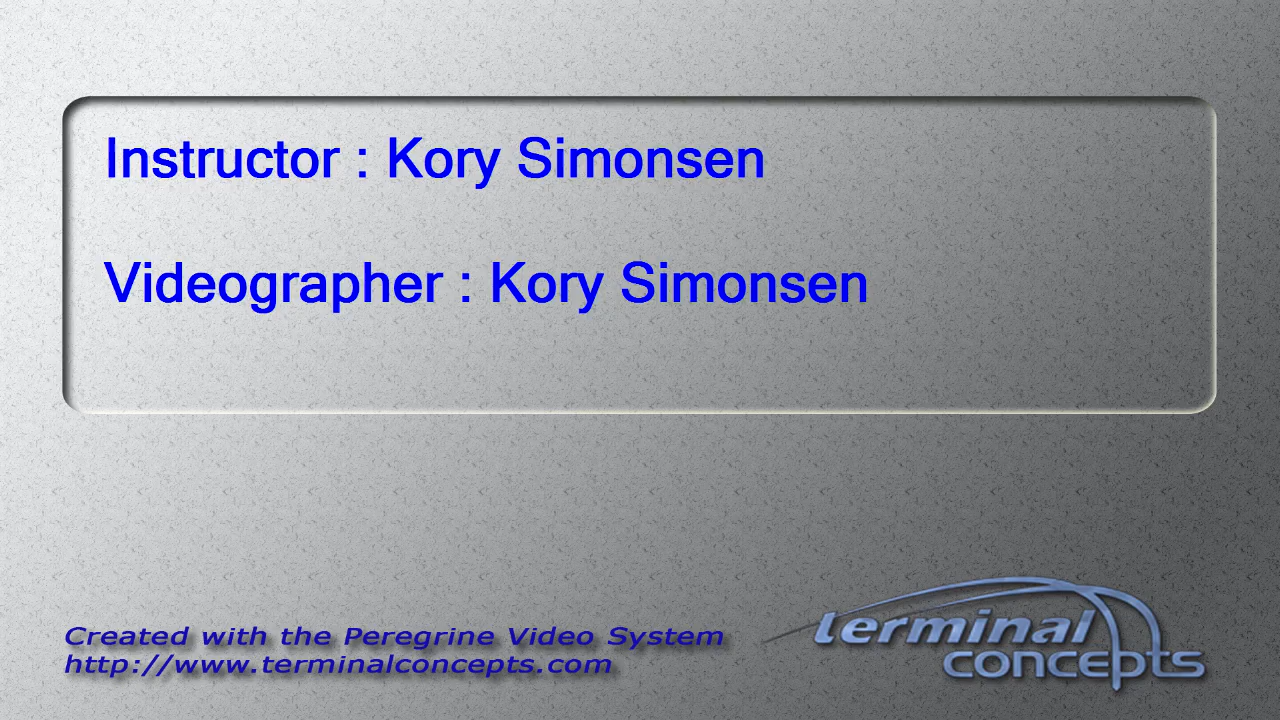 Instructor : Kory Simonsen
Videographer : Kory Simonsen
Created with the Peregrine Video System
http://www.terminalconcepts.com
terminal
concepts